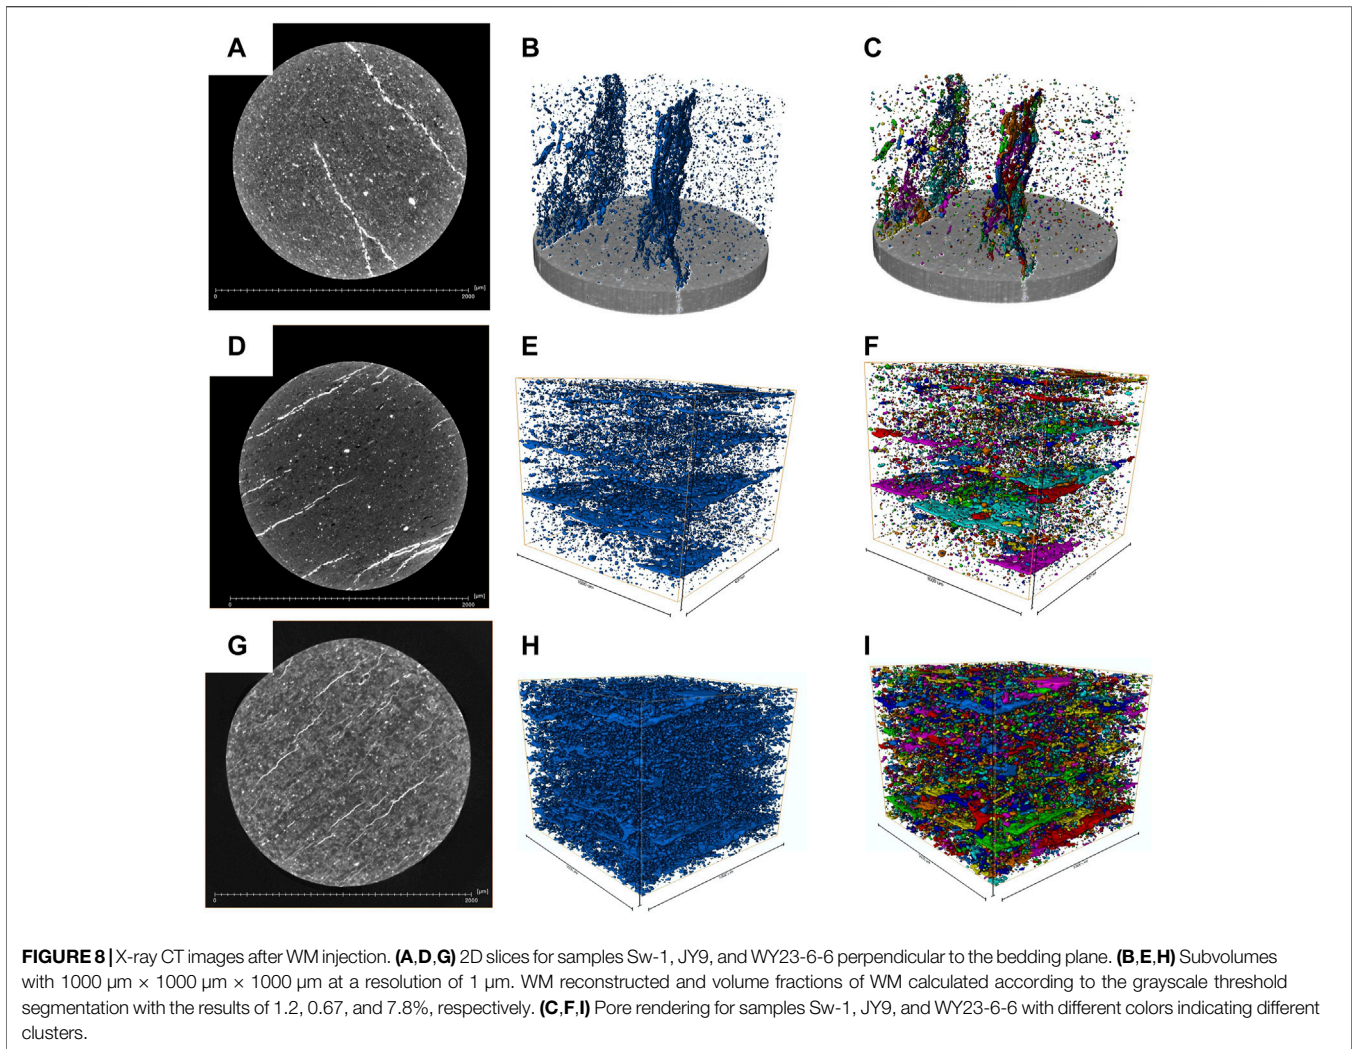 A
B
C
0
[μm]
2000
D
E
F
0
[μm]
2000
G
H
I
0
[μm]
2000
FIGURE 8 | X-ray CT images after WM injection. (A,D,G) 2D slices for samples Sw-1, JY9, and WY23-6-6 perpendicular to the bedding plane. (B,E,H) Subvolumes
with 1000 μm × 1000 μm × 1000 μm at a resolution of 1 μm. WM reconstructed and volume fractions of WM calculated according to the grayscale threshold
segmentation with the results of 1.2, 0.67, and 7.8%, respectively. (C,F,I) Pore rendering for samples Sw-1, JY9, and WY23-6-6 with different colors indicating different
clusters.